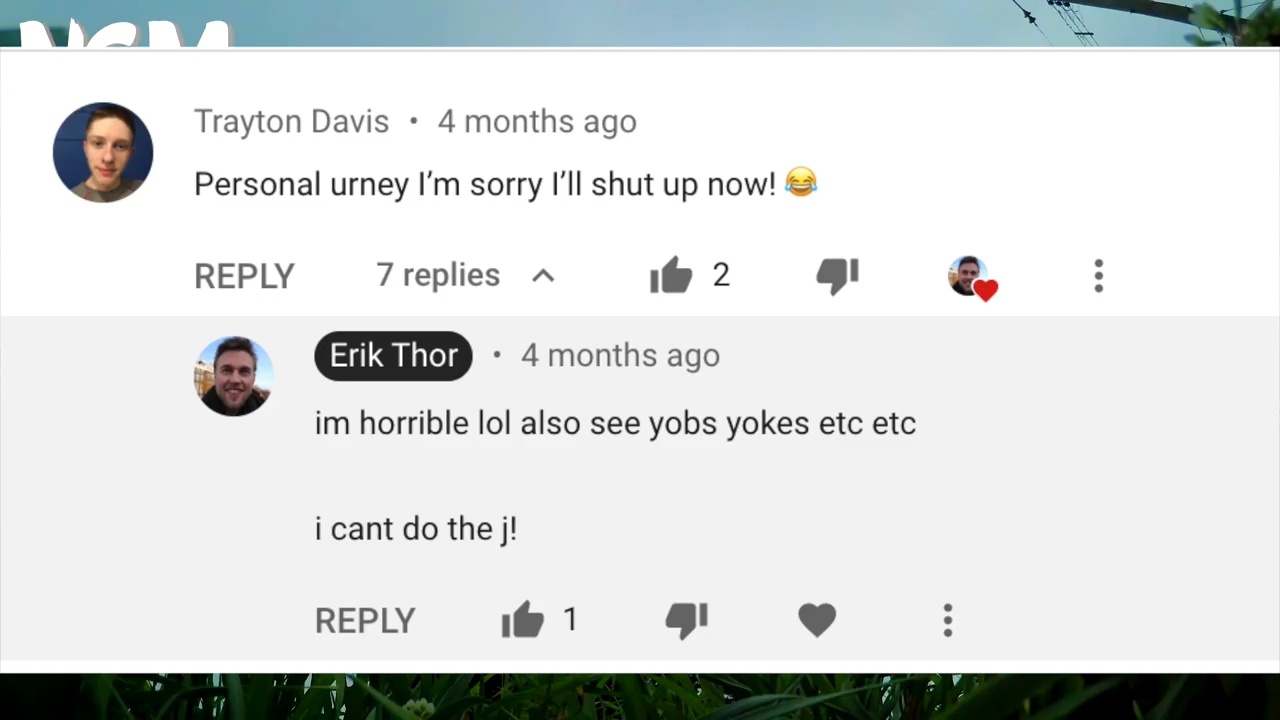 NGM
Trayton Davis • 4 months ago
Personal urney I'm sorry I'll shut up now! 😂
REPLY 7 replies 2
Erik Thor • 4 months ago
im horrible lol also see yobs yokes etc etc
i cant do the j!
REPLY 1